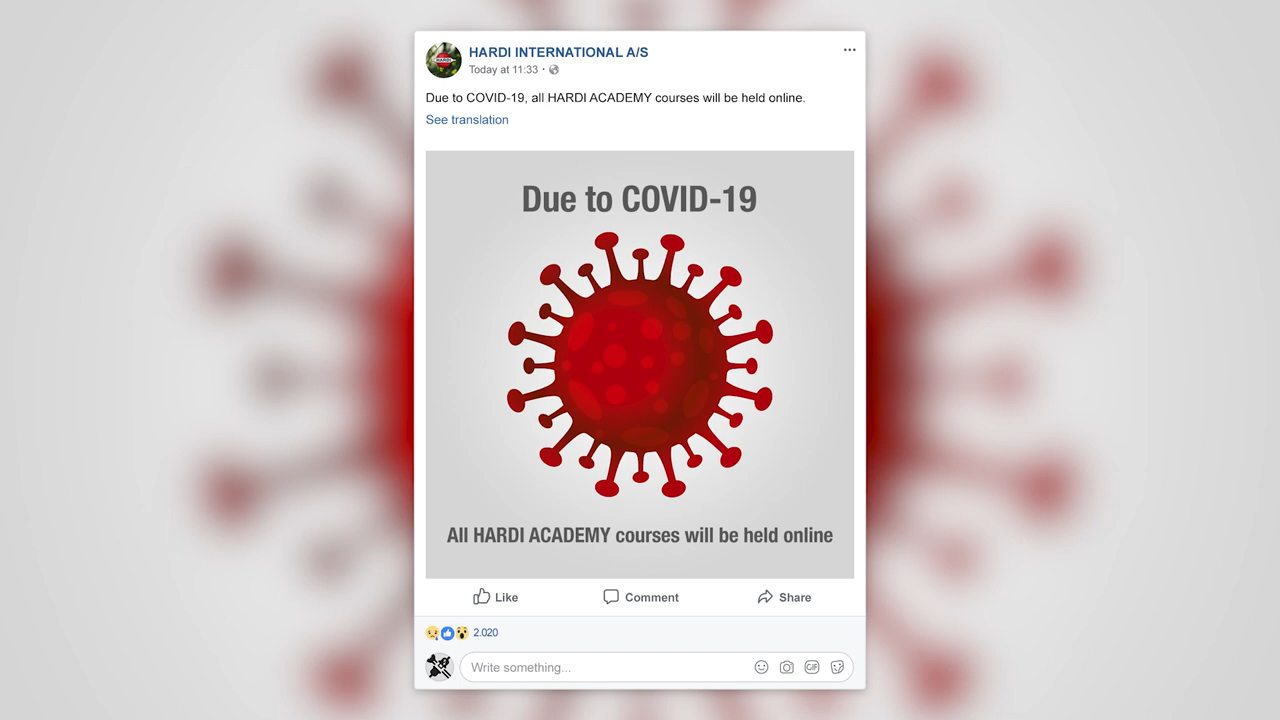 HARDI INTERNATIONAL A/S
Today at 11:33 ·
Due to COVID-19, all HARDI ACADEMY courses will be held online.
See translation
Due to COVID-19
All HARDI ACADEMY courses will be held online
Like Comment Share
2.020
Write something...
GIF